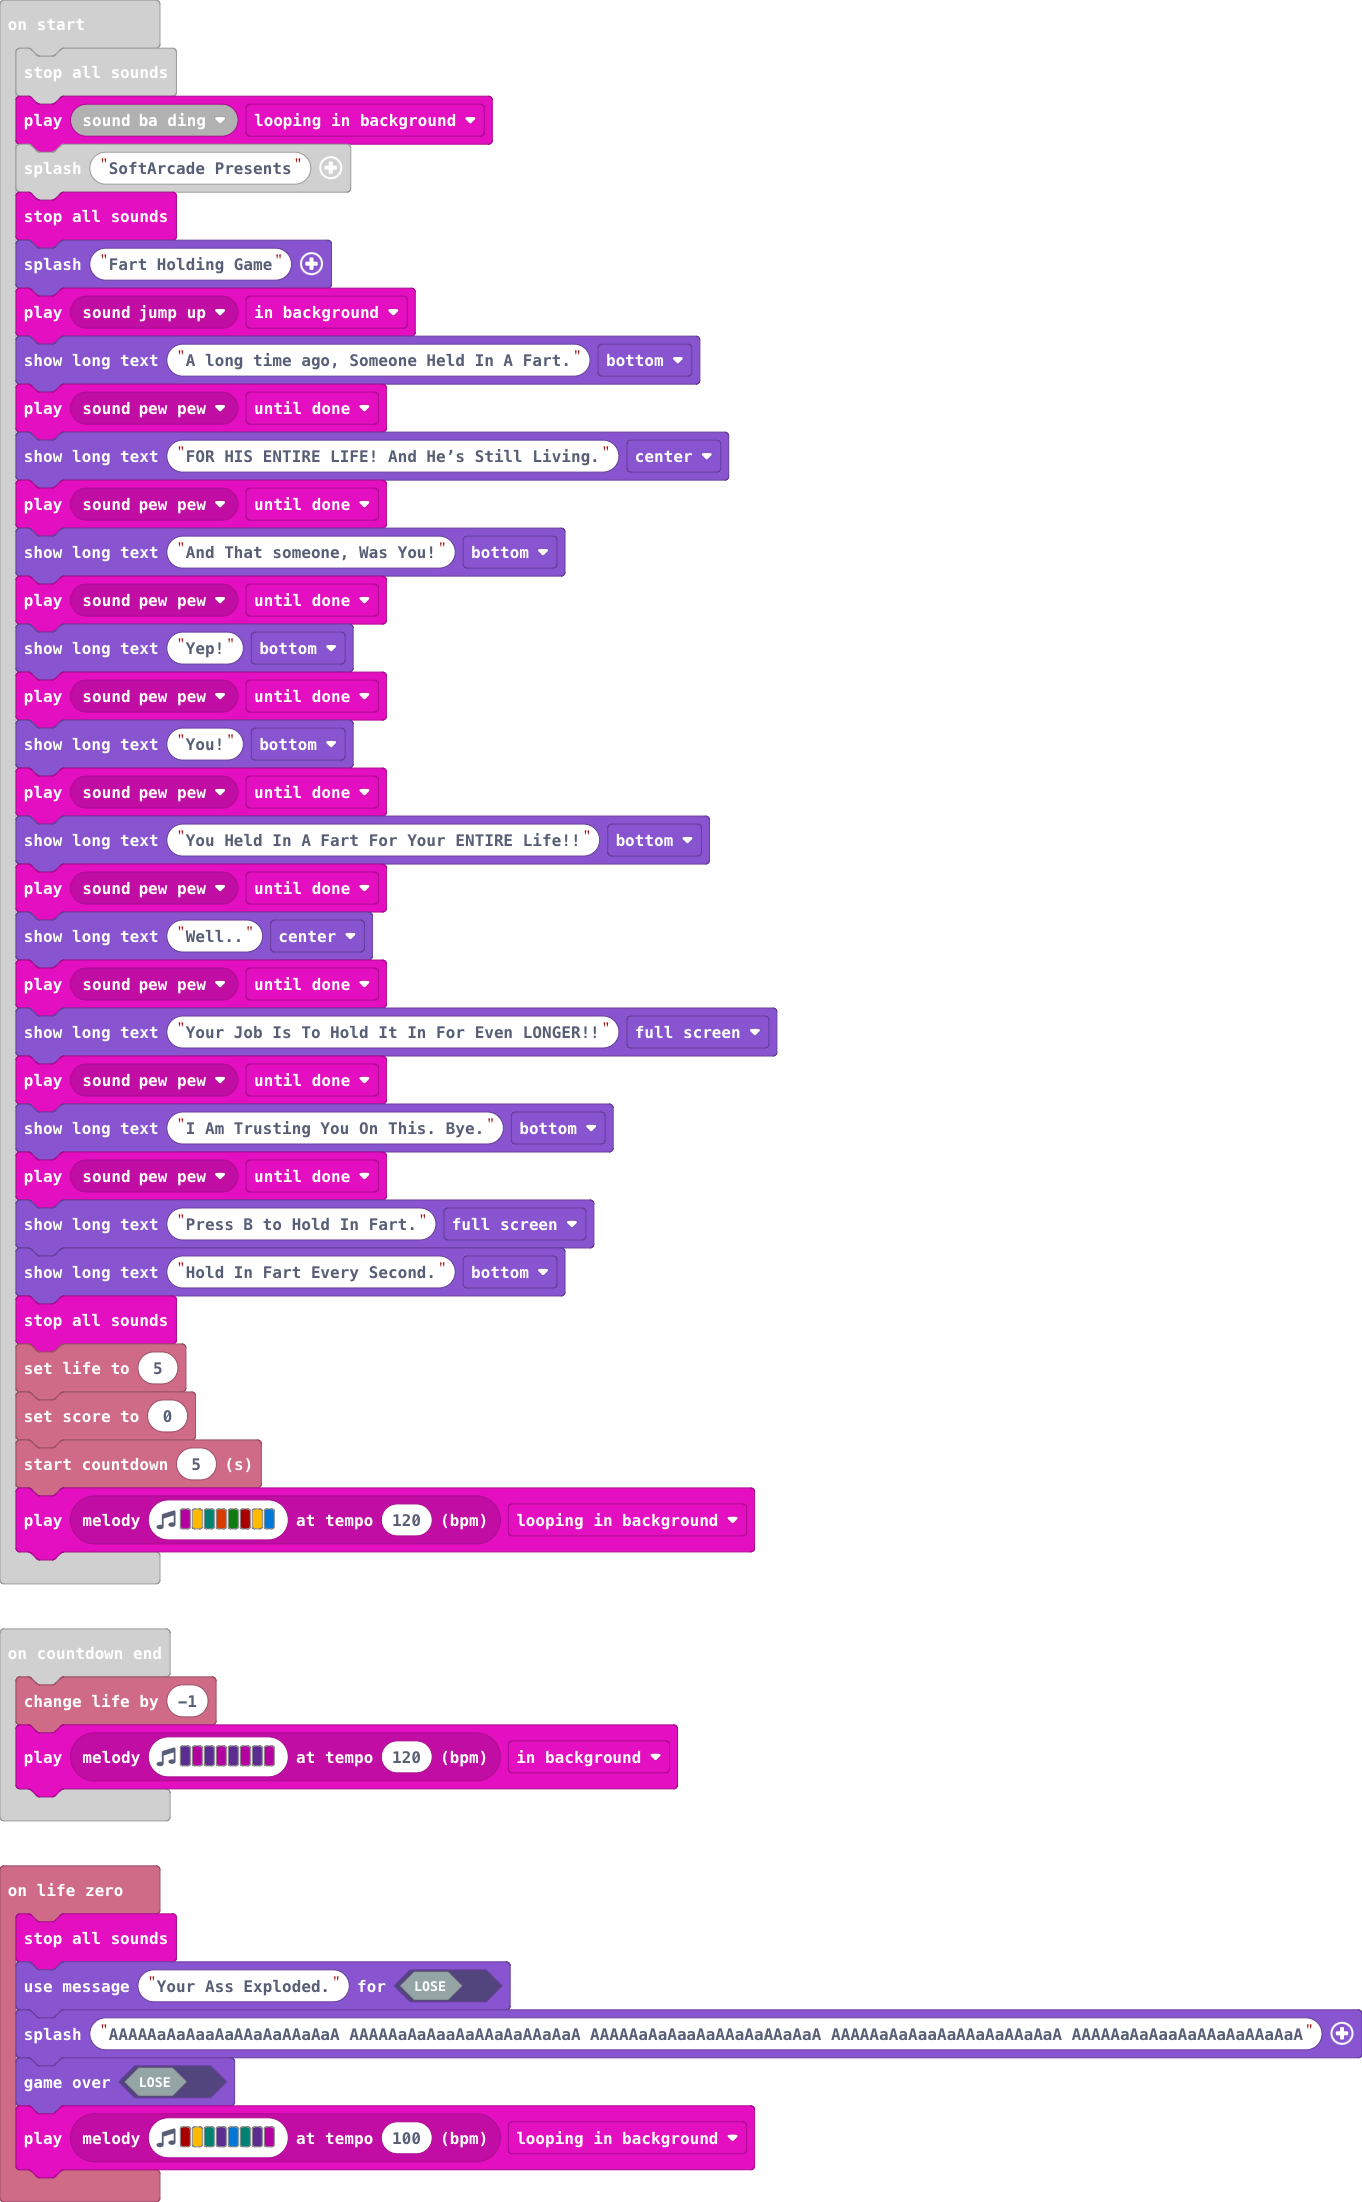 on start
stop all sounds
play sound ba ding looping in background
splash "SoftArcade Presents"
stop all sounds
splash "Fart Holding Game"
play sound jump up in background
show long text "A long time ago, Someone Held In A Fart." bottom
play sound pew pew until done
show long text "FOR HIS ENTIRE LIFE! And He’s Still Living." center
play sound pew pew until done
show long text "And That someone, Was You!" bottom
play sound pew pew until done
show long text "Yep!" bottom
play sound pew pew until done
show long text "You!" bottom
play sound pew pew until done
show long text "You Held In A Fart For Your ENTIRE Life!!" bottom
play sound pew pew until done
show long text "Well.." center
play sound pew pew until done
show long text "Your Job Is To Hold It In For Even LONGER!!" full screen
play sound pew pew until done
show long text "I Am Trusting You On This. Bye." bottom
play sound pew pew until done
show long text "Press B to Hold In Fart." full screen
show long text "Hold In Fart Every Second." bottom
stop all sounds
set life to 5
set score to 0
start countdown 5 (s)
play melody at tempo 120 (bpm) looping in background
on countdown end
change life by −1
play melody at tempo 120 (bpm) in background
on life zero
stop all sounds
use message "Your Ass Exploded." for LOSE
splash "AAAAAaAaAaaAaAAaAaAAaAaA AAAAAaAaAaaAaAAaAaAAaAaA AAAAAaAaAaaAaAAaAaAAaAaA AAAAAaAaAaaAaAAaAaAAaAaA AAAAAaAaAaaAaAAaAaAAaAaA"
game over LOSE
play melody at tempo 100 (bpm) looping in background